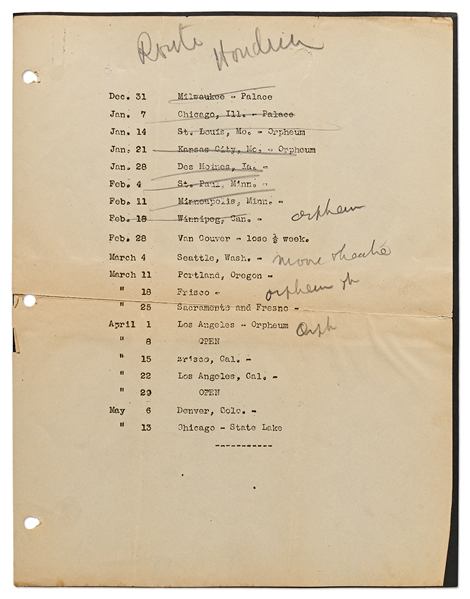 Route Houdini
Dec. 31 Milwaukee - Palace
Jan. 7 Chicago, Ill. - Palace
Jan. 14 St. Louis, Mo. - Orpheum
Jan. 21 Kansas City, Mo. - Orpheum
Jan. 28 Des Moines, Ia. -
Feb. 4 St. Paul, Minn. -
Feb. 11 Minneapolis, Minn. -
Feb. 18 Winnipeg, Can. - orpheum
Feb. 28 Van Couver - lose ½ week.
March 4 Seattle, Wash. - moore theatre
March 11 Portland, Oregon -
" 18 Frisco - orpheum th
" 25 Sacramento and Fresno -
April 1 Los Angeles - Orpheum Orph
" 8 OPEN
" 15 Frisco, Cal. -
" 22 Los Angeles, Cal. -
" 29 OPEN
May 6 Denver, Colo. -
" 13 Chicago - State Lake
-----------